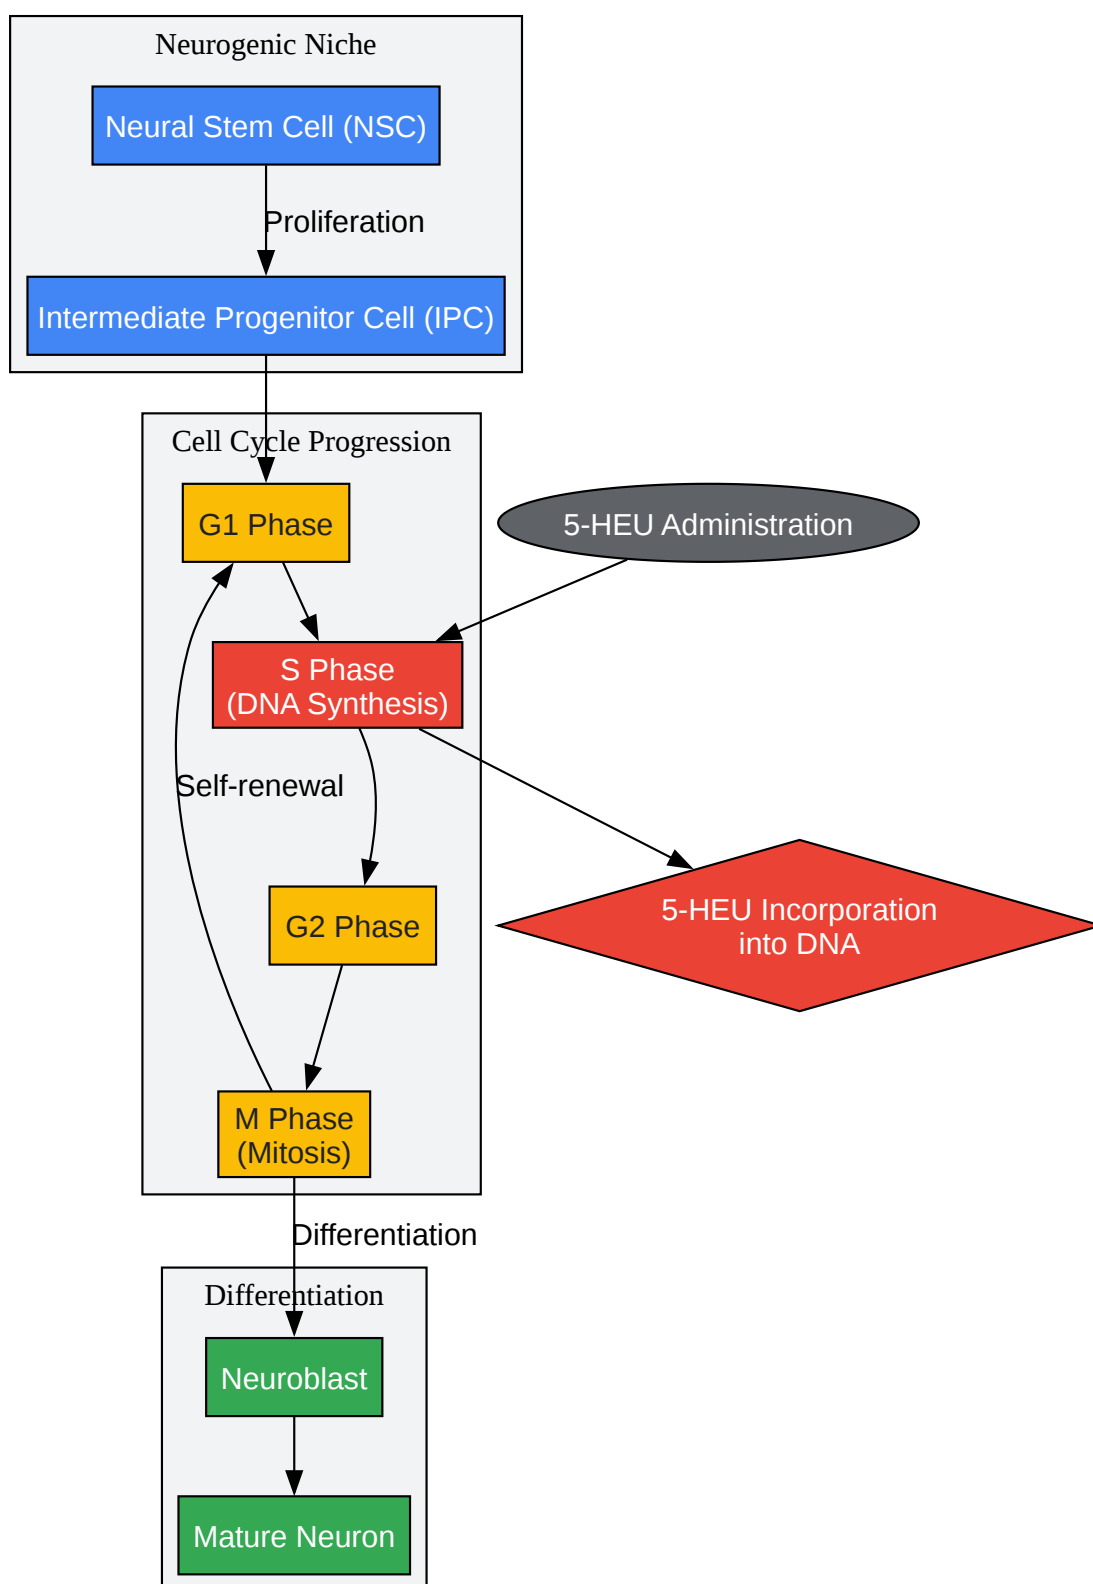 Neurogenic Niche
Neural Stem Cell (NSC)
Proliferation
Intermediate Progenitor Cell (IPC)
Cell Cycle Progression
G1 Phase
5-HEU Administration
S Phase
(DNA Synthesis)
Self-renewal
G2 Phase
5-HEU Incorporation
into DNA
M Phase
(Mitosis)
Differentiation
Differentiation
Neuroblast
Mature Neuron